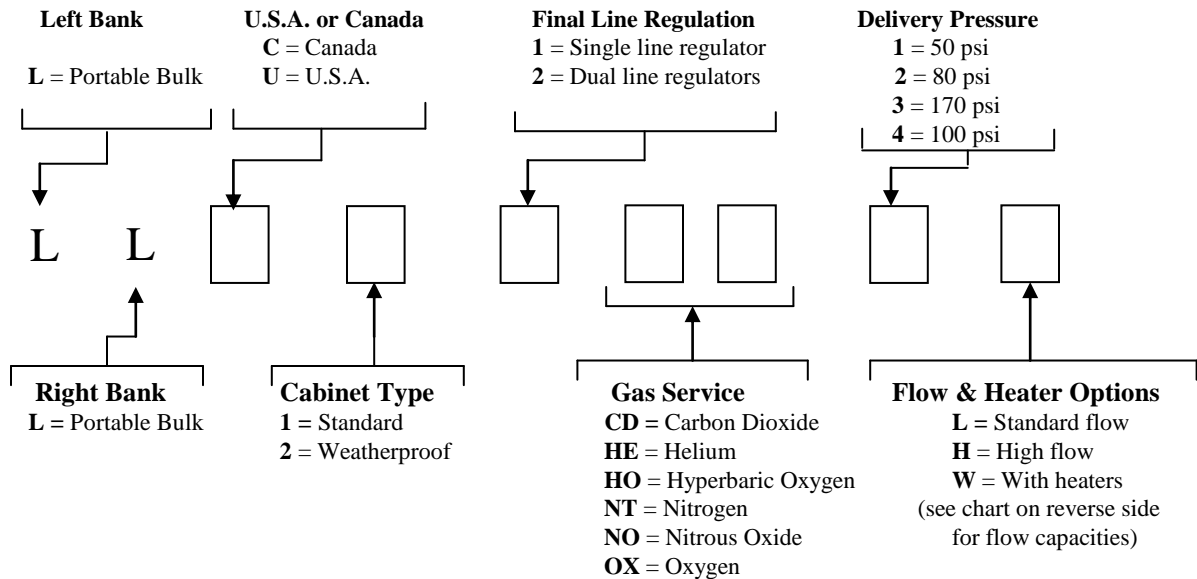 Left Bank
L = Portable Bulk
U.S.A. or Canada
C = Canada
U = U.S.A.
Final Line Regulation
1 = Single line regulator
2 = Dual line regulators
Delivery Pressure
1 = 50 psi
2 = 80 psi
3 = 170 psi
4 = 100 psi
L L
Right Bank
L = Portable Bulk
Cabinet Type
1 = Standard
2 = Weatherproof
Gas Service
CD = Carbon Dioxide
HE = Helium
HO = Hyperbaric Oxygen
NT = Nitrogen
NO = Nitrous Oxide
OX = Oxygen
Flow & Heater Options
L = Standard flow
H = High flow
W = With heaters
(see chart on reverse side
for flow capacities)